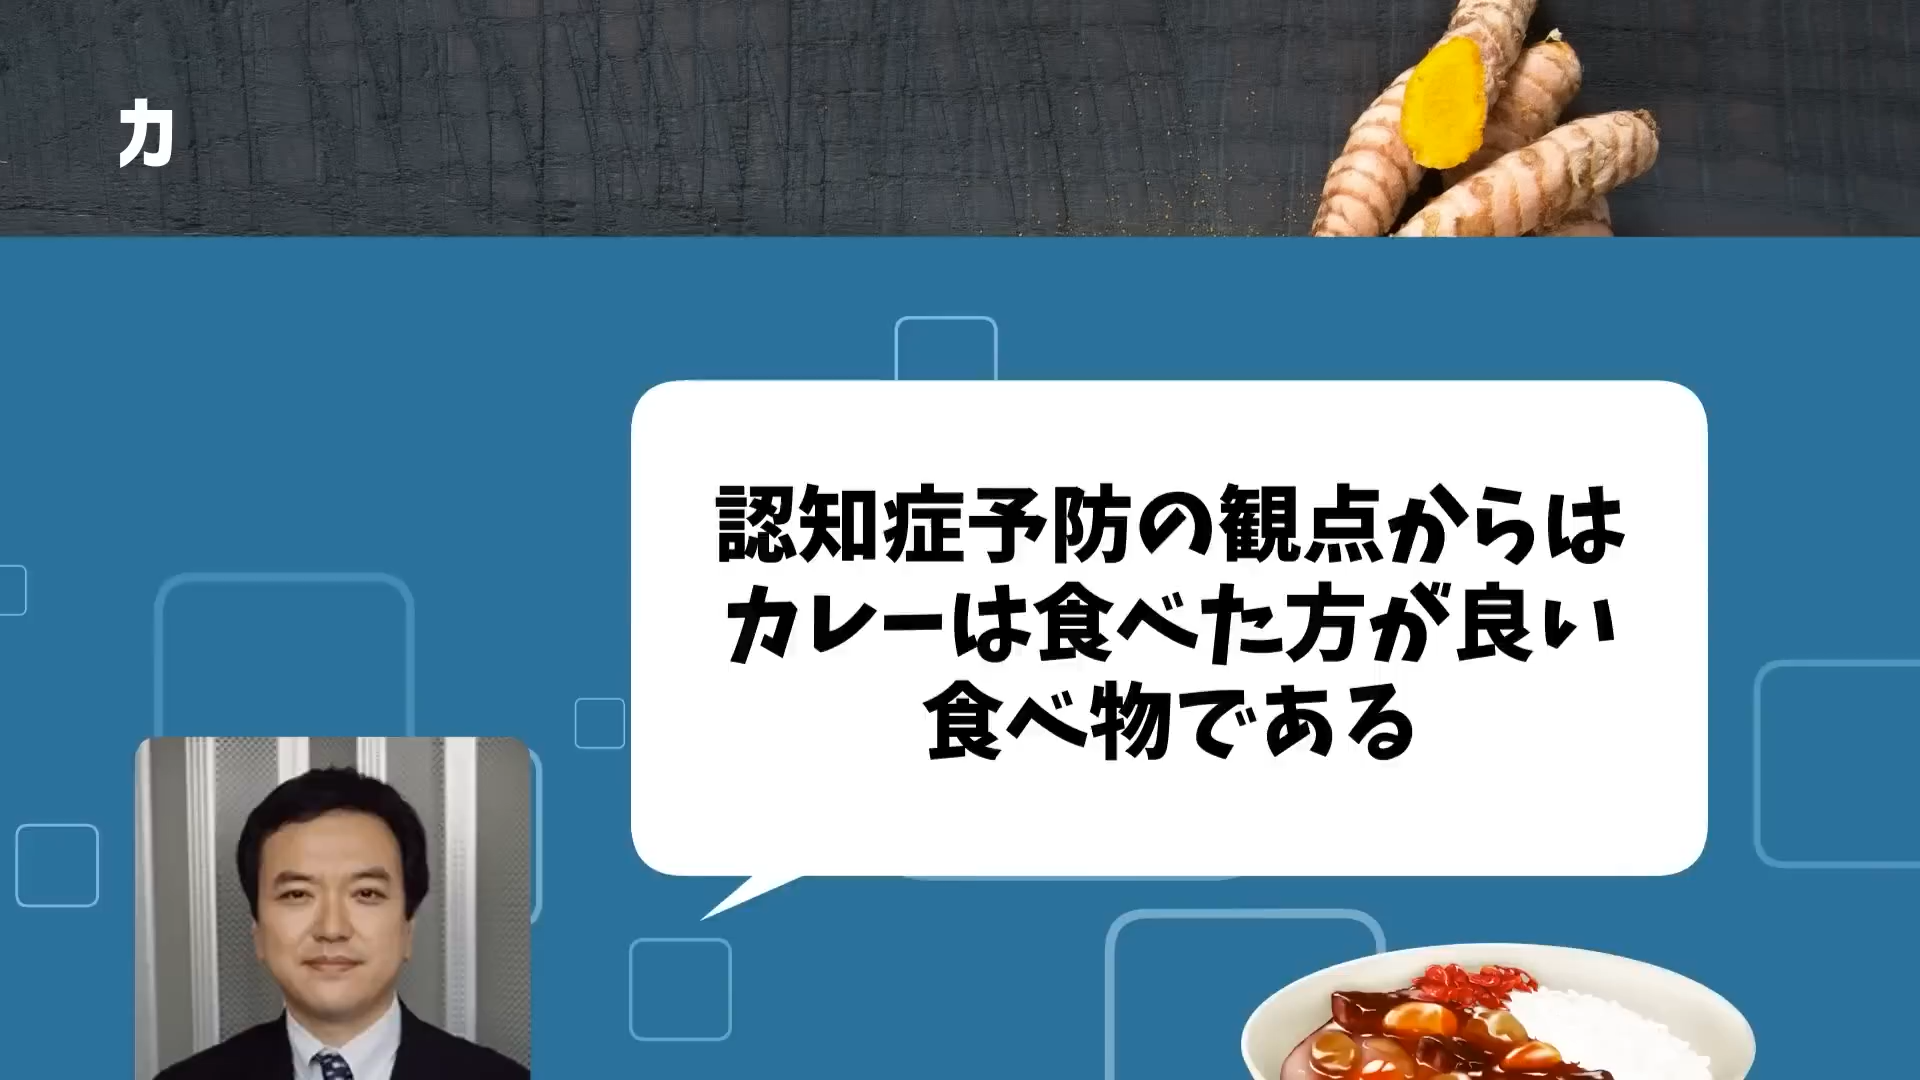 カ
認知症予防の観点からは
カレーは食べた方が良い
食べ物である